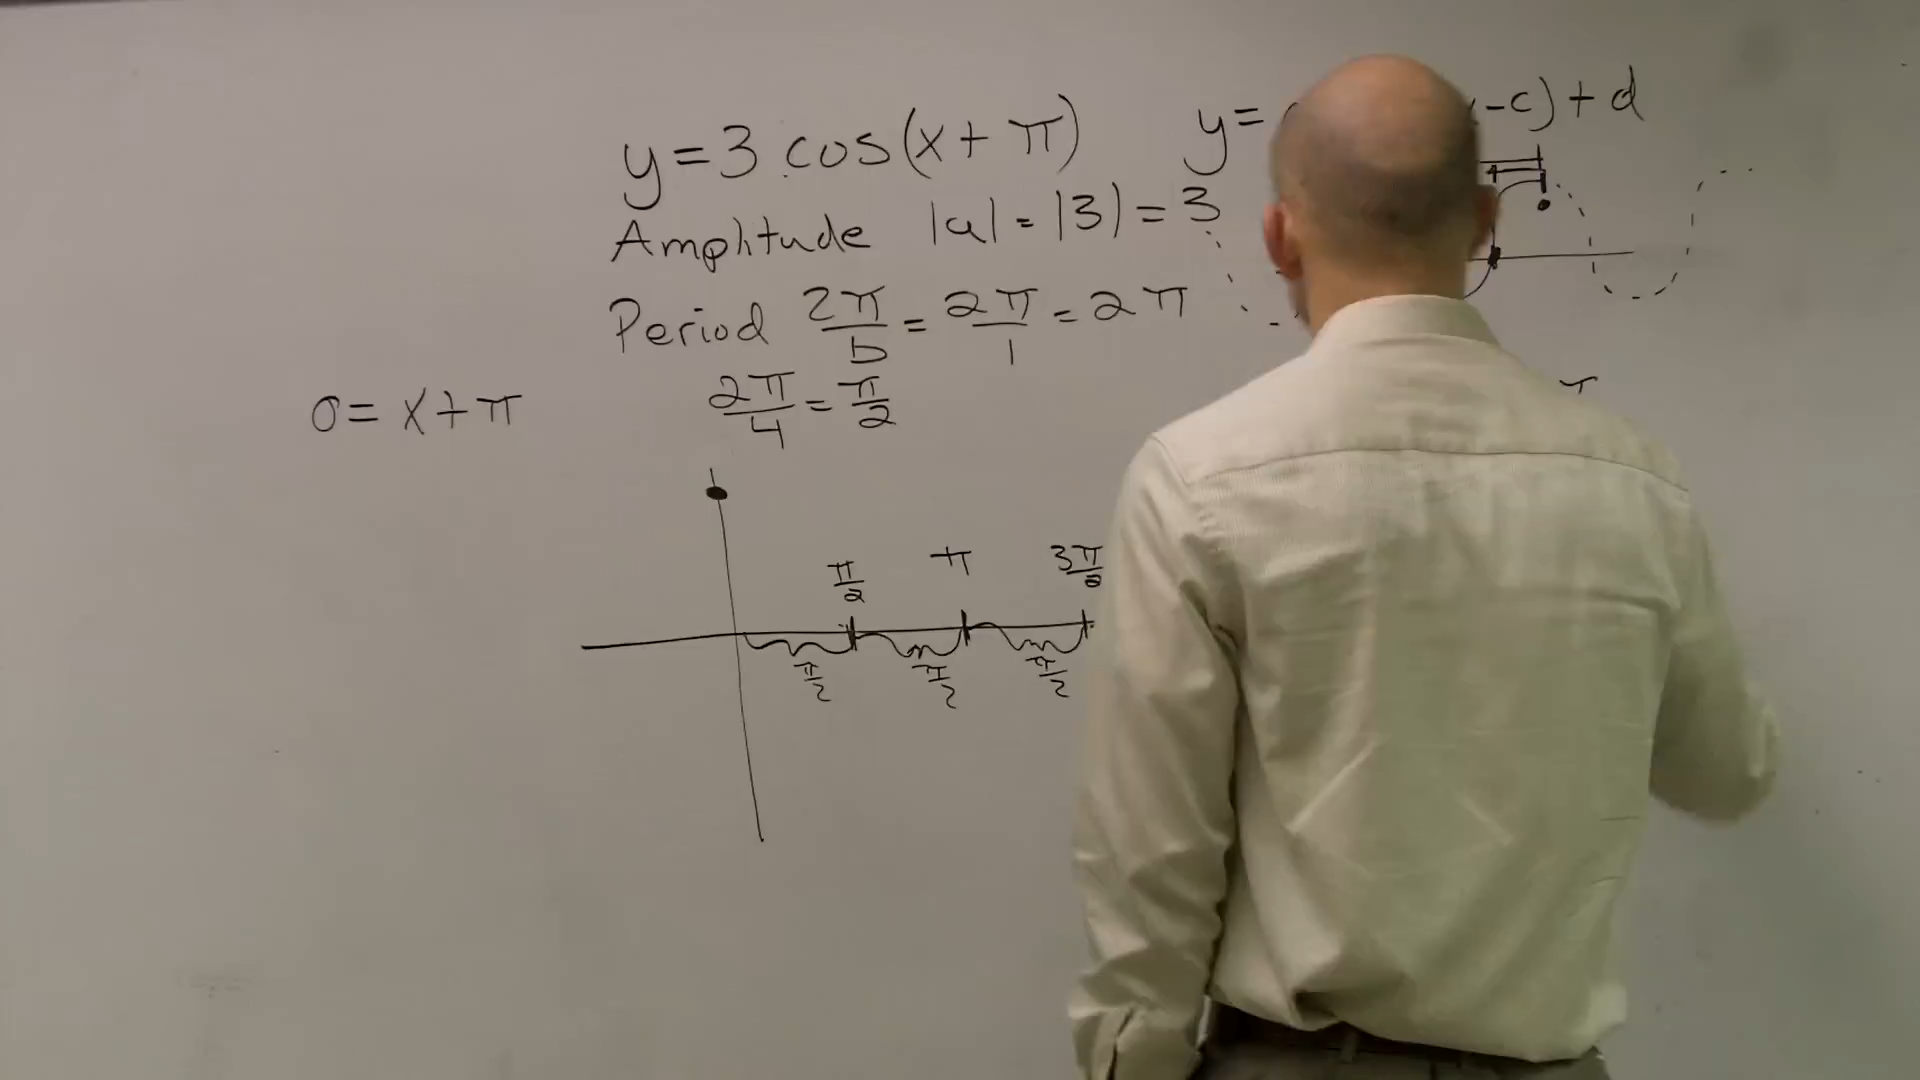 y=3 cos(x+π)
y= -c)+d
Amplitude |a|=|3|=3
Period 2π/b = 2π/1 = 2π
2π/4 = π/2
0=x+π
π/2 π 3π/2
π/2 π/2 π/2